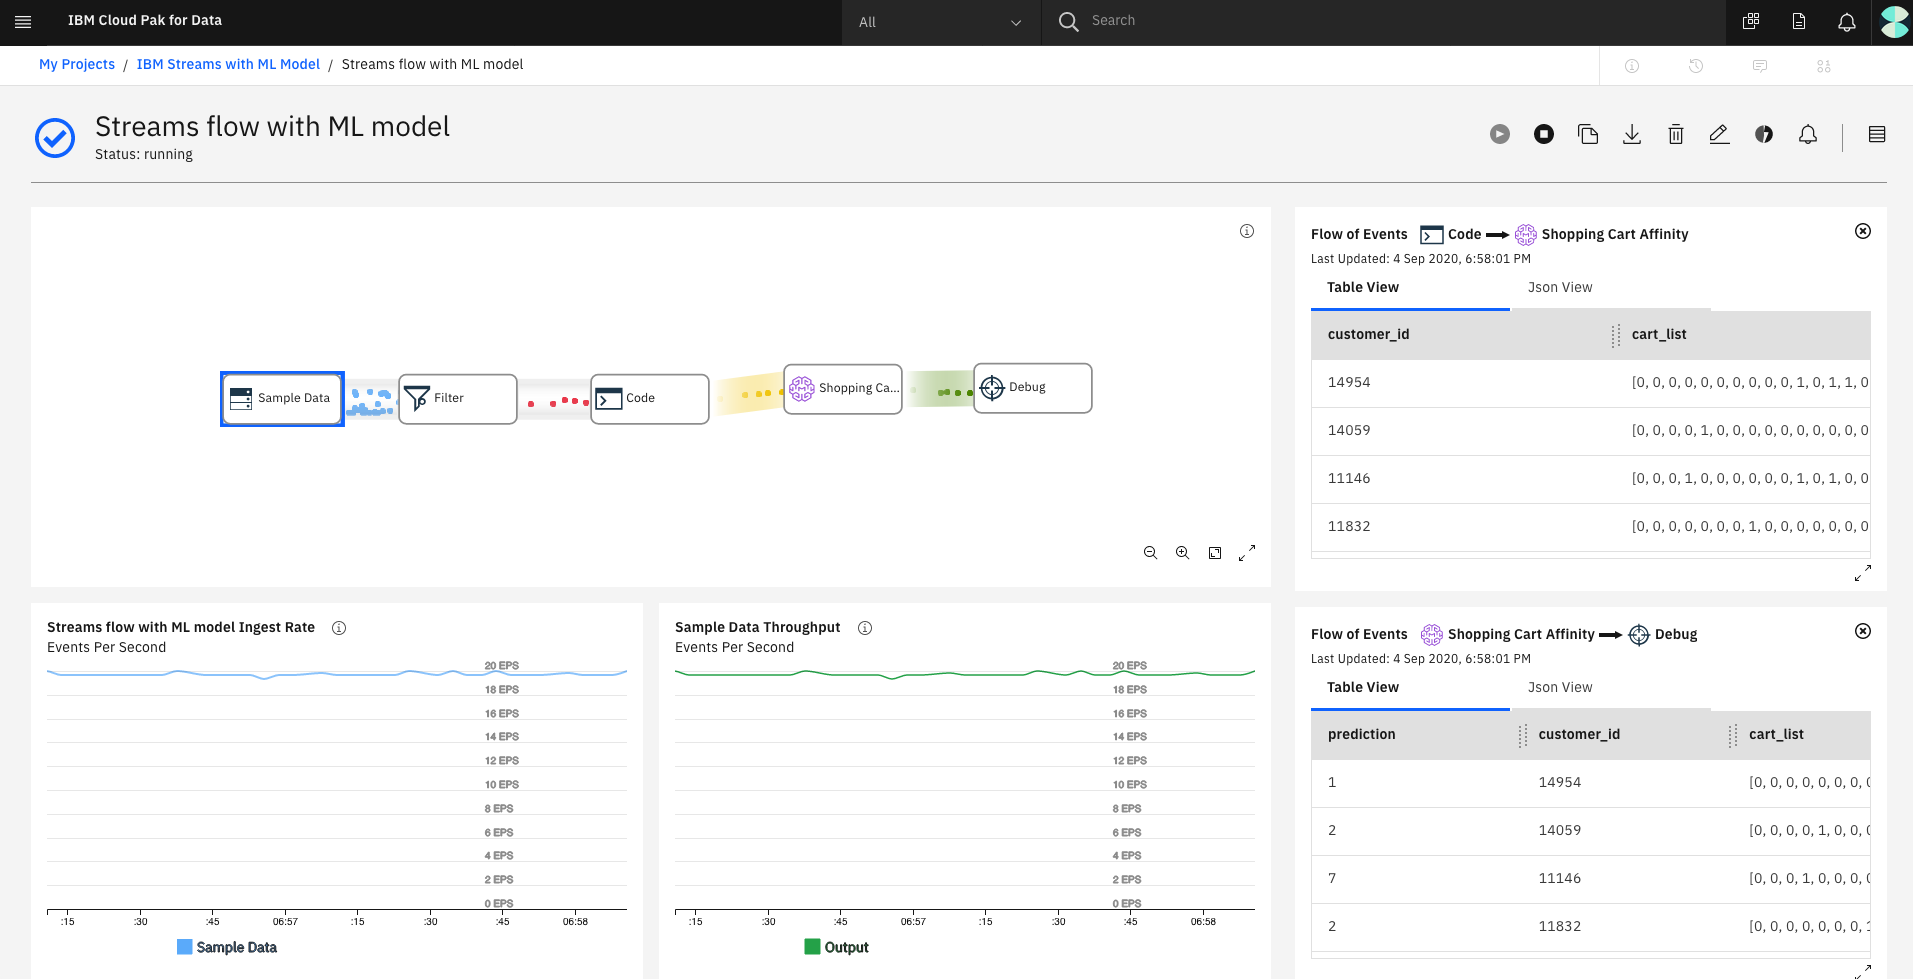 IBM Cloud Pak for Data
All
Search
My Projects / IBM Streams with ML Model / Streams flow with ML model
Streams flow with ML model
Status: running
Sample Data
Filter
Code
Shopping Ca...
Debug
Streams flow with ML model Ingest Rate
Events Per Second
20 EPS
18 EPS
16 EPS
14 EPS
12 EPS
10 EPS
8 EPS
6 EPS
4 EPS
2 EPS
0 EPS
:15 :30 :45 06:57 :15 :30 :45 06:58
Sample Data
Sample Data Throughput
Events Per Second
20 EPS
18 EPS
16 EPS
14 EPS
12 EPS
10 EPS
8 EPS
6 EPS
4 EPS
2 EPS
0 EPS
:15 :30 :45 06:57 :15 :30 :45 06:58
Output
Flow of Events Code Shopping Cart Affinity
Last Updated: 4 Sep 2020, 6:58:01 PM
Table View Json View
customer_id cart_list
14954 [0, 0, 0, 0, 0, 0, 0, 0, 0, 0, 1, 0, 1, 1, 0
14059 [0, 0, 0, 0, 1, 0, 0, 0, 0, 0, 0, 0, 0, 0, 0
11146 [0, 0, 0, 1, 0, 0, 0, 0, 0, 0, 1, 0, 1, 0, 0
11832 [0, 0, 0, 0, 0, 0, 0, 1, 0, 0, 0, 0, 0, 0, 0
Flow of Events Shopping Cart Affinity Debug
Last Updated: 4 Sep 2020, 6:58:01 PM
Table View Json View
prediction customer_id cart_list
1 14954 [0, 0, 0, 0, 0, 0, 0, 0
2 14059 [0, 0, 0, 0, 1, 0, 0, 0
7 11146 [0, 0, 0, 1, 0, 0, 0, 0
2 11832 [0, 0, 0, 0, 0, 0, 0, 1